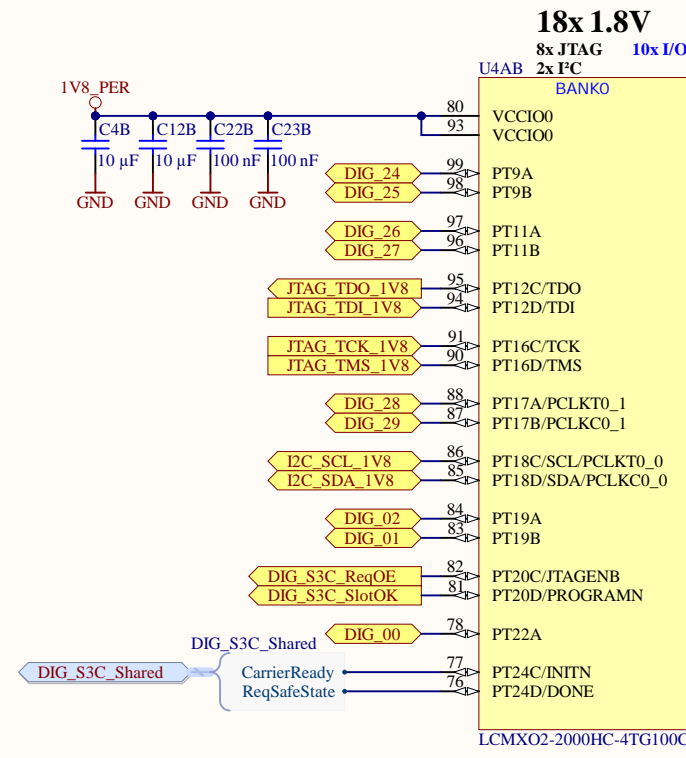 18x 1.8V
8x JTAG 10x I/O
U4AB 2x I²C
BANK0
1V8_PER
80 VCCIO0
93 VCCIO0
C4B C12B C22B C23B
10 µF 10 µF 100 nF 100 nF
GND GND GND GND
DIG_24 99 PT9A
DIG_25 98 PT9B
DIG_26 97 PT11A
DIG_27 96 PT11B
JTAG_TDO_1V8 95 PT12C/TDO
JTAG_TDI_1V8 94 PT12D/TDI
JTAG_TCK_1V8 91 PT16C/TCK
JTAG_TMS_1V8 90 PT16D/TMS
DIG_28 88 PT17A/PCLKT0_1
DIG_29 87 PT17B/PCLKC0_1
I2C_SCL_1V8 86 PT18C/SCL/PCLKT0_0
I2C_SDA_1V8 85 PT18D/SDA/PCLKC0_0
DIG_02 84 PT19A
DIG_01 83 PT19B
DIG_S3C_ReqOE 82 PT20C/JTAGENB
DIG_S3C_SlotOK 81 PT20D/PROGRAMN
DIG_00 78 PT22A
DIG_S3C_Shared
DIG_S3C_Shared CarrierReady 77 PT24C/INITN
ReqSafeState 76 PT24D/DONE
LCMXO2-2000HC-4TG100C